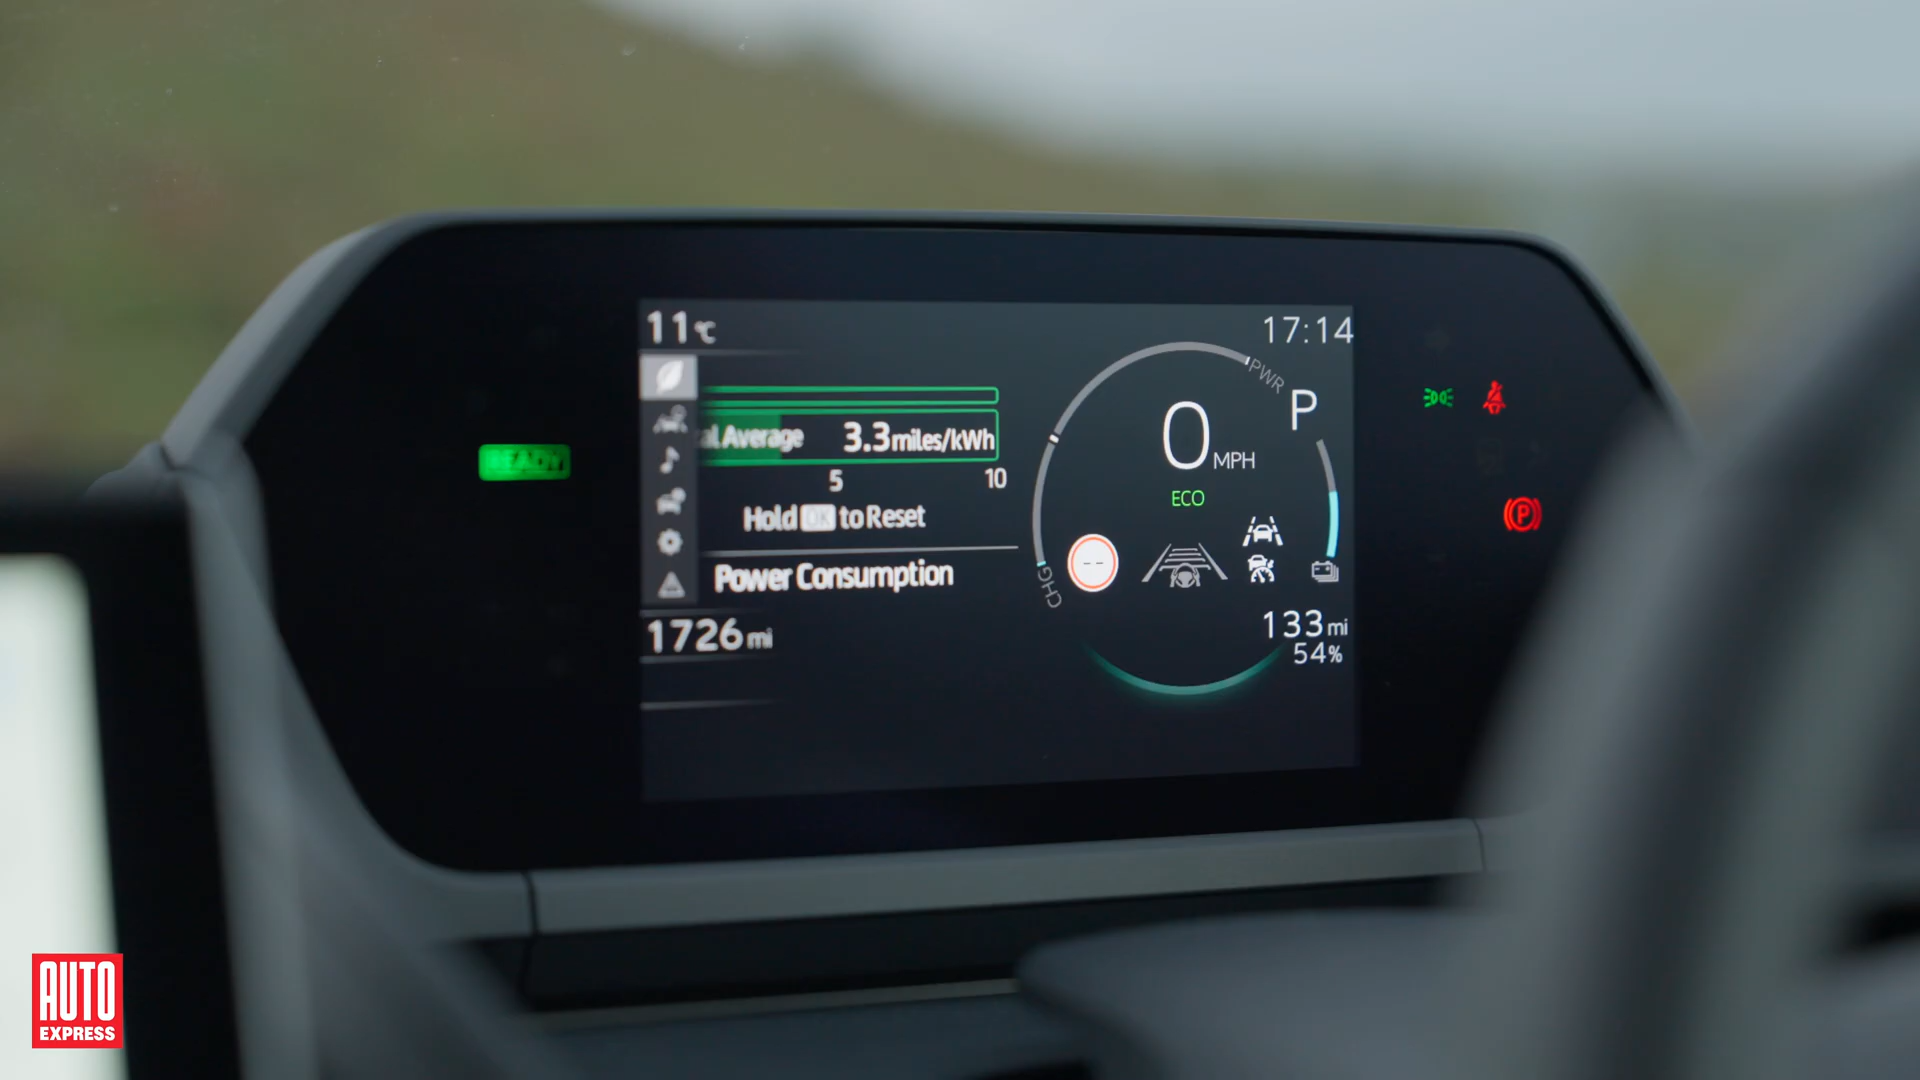 11°C
17:14
PWR
P
READY
al Average 3.3miles/kWh
5 10
0 MPH
ECO
Hold OK to Reset
--
Power Consumption
CHG
1726mi
133mi
54%
P
AUTO
EXPRESS